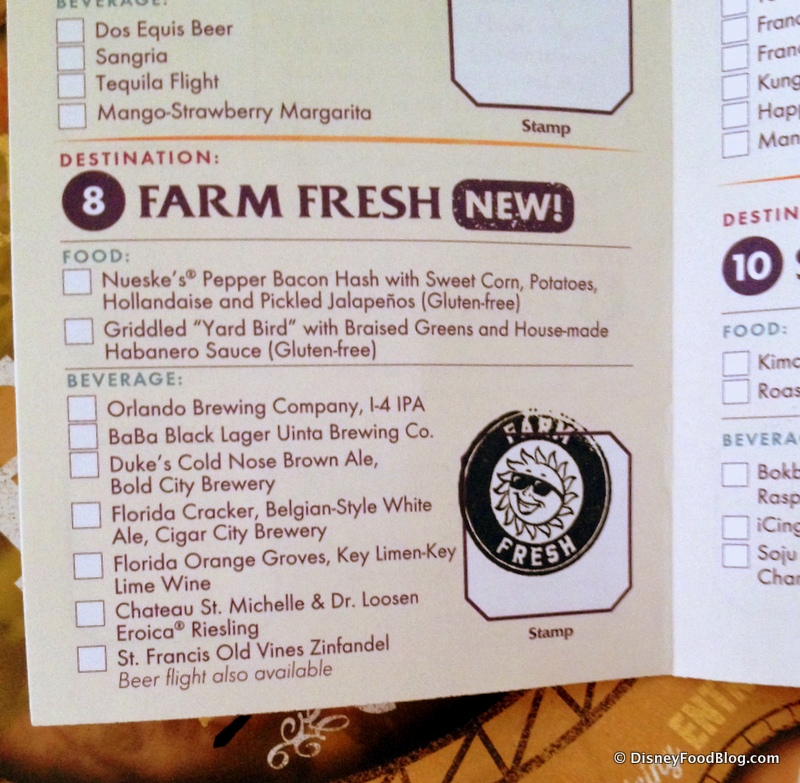 BEVERAGE:
Dos Equis Beer
Sangria
Tequila Flight
Mango-Strawberry Margarita
Stamp
DESTINATION:
8 FARM FRESH NEW!
FOOD:
Nueske's® Pepper Bacon Hash with Sweet Corn, Potatoes,
Hollandaise and Pickled Jalapeños (Gluten-free)
Griddled "Yard Bird" with Braised Greens and House-made
Habanero Sauce (Gluten-free)
BEVERAGE:
Orlando Brewing Company, I-4 IPA
BaBa Black Lager Uinta Brewing Co.
Duke's Cold Nose Brown Ale,
Bold City Brewery
Florida Cracker, Belgian-Style White
Ale, Cigar City Brewery
Florida Orange Groves, Key Limen-Key
Lime Wine
Chateau St. Michelle & Dr. Loosen
Eroica® Riesling
St. Francis Old Vines Zinfandel
Beer flight also available
FARM
FRESH
Stamp
Kung
10
FOOD:
iCing
Soju
© DisneyFoodBlog.com